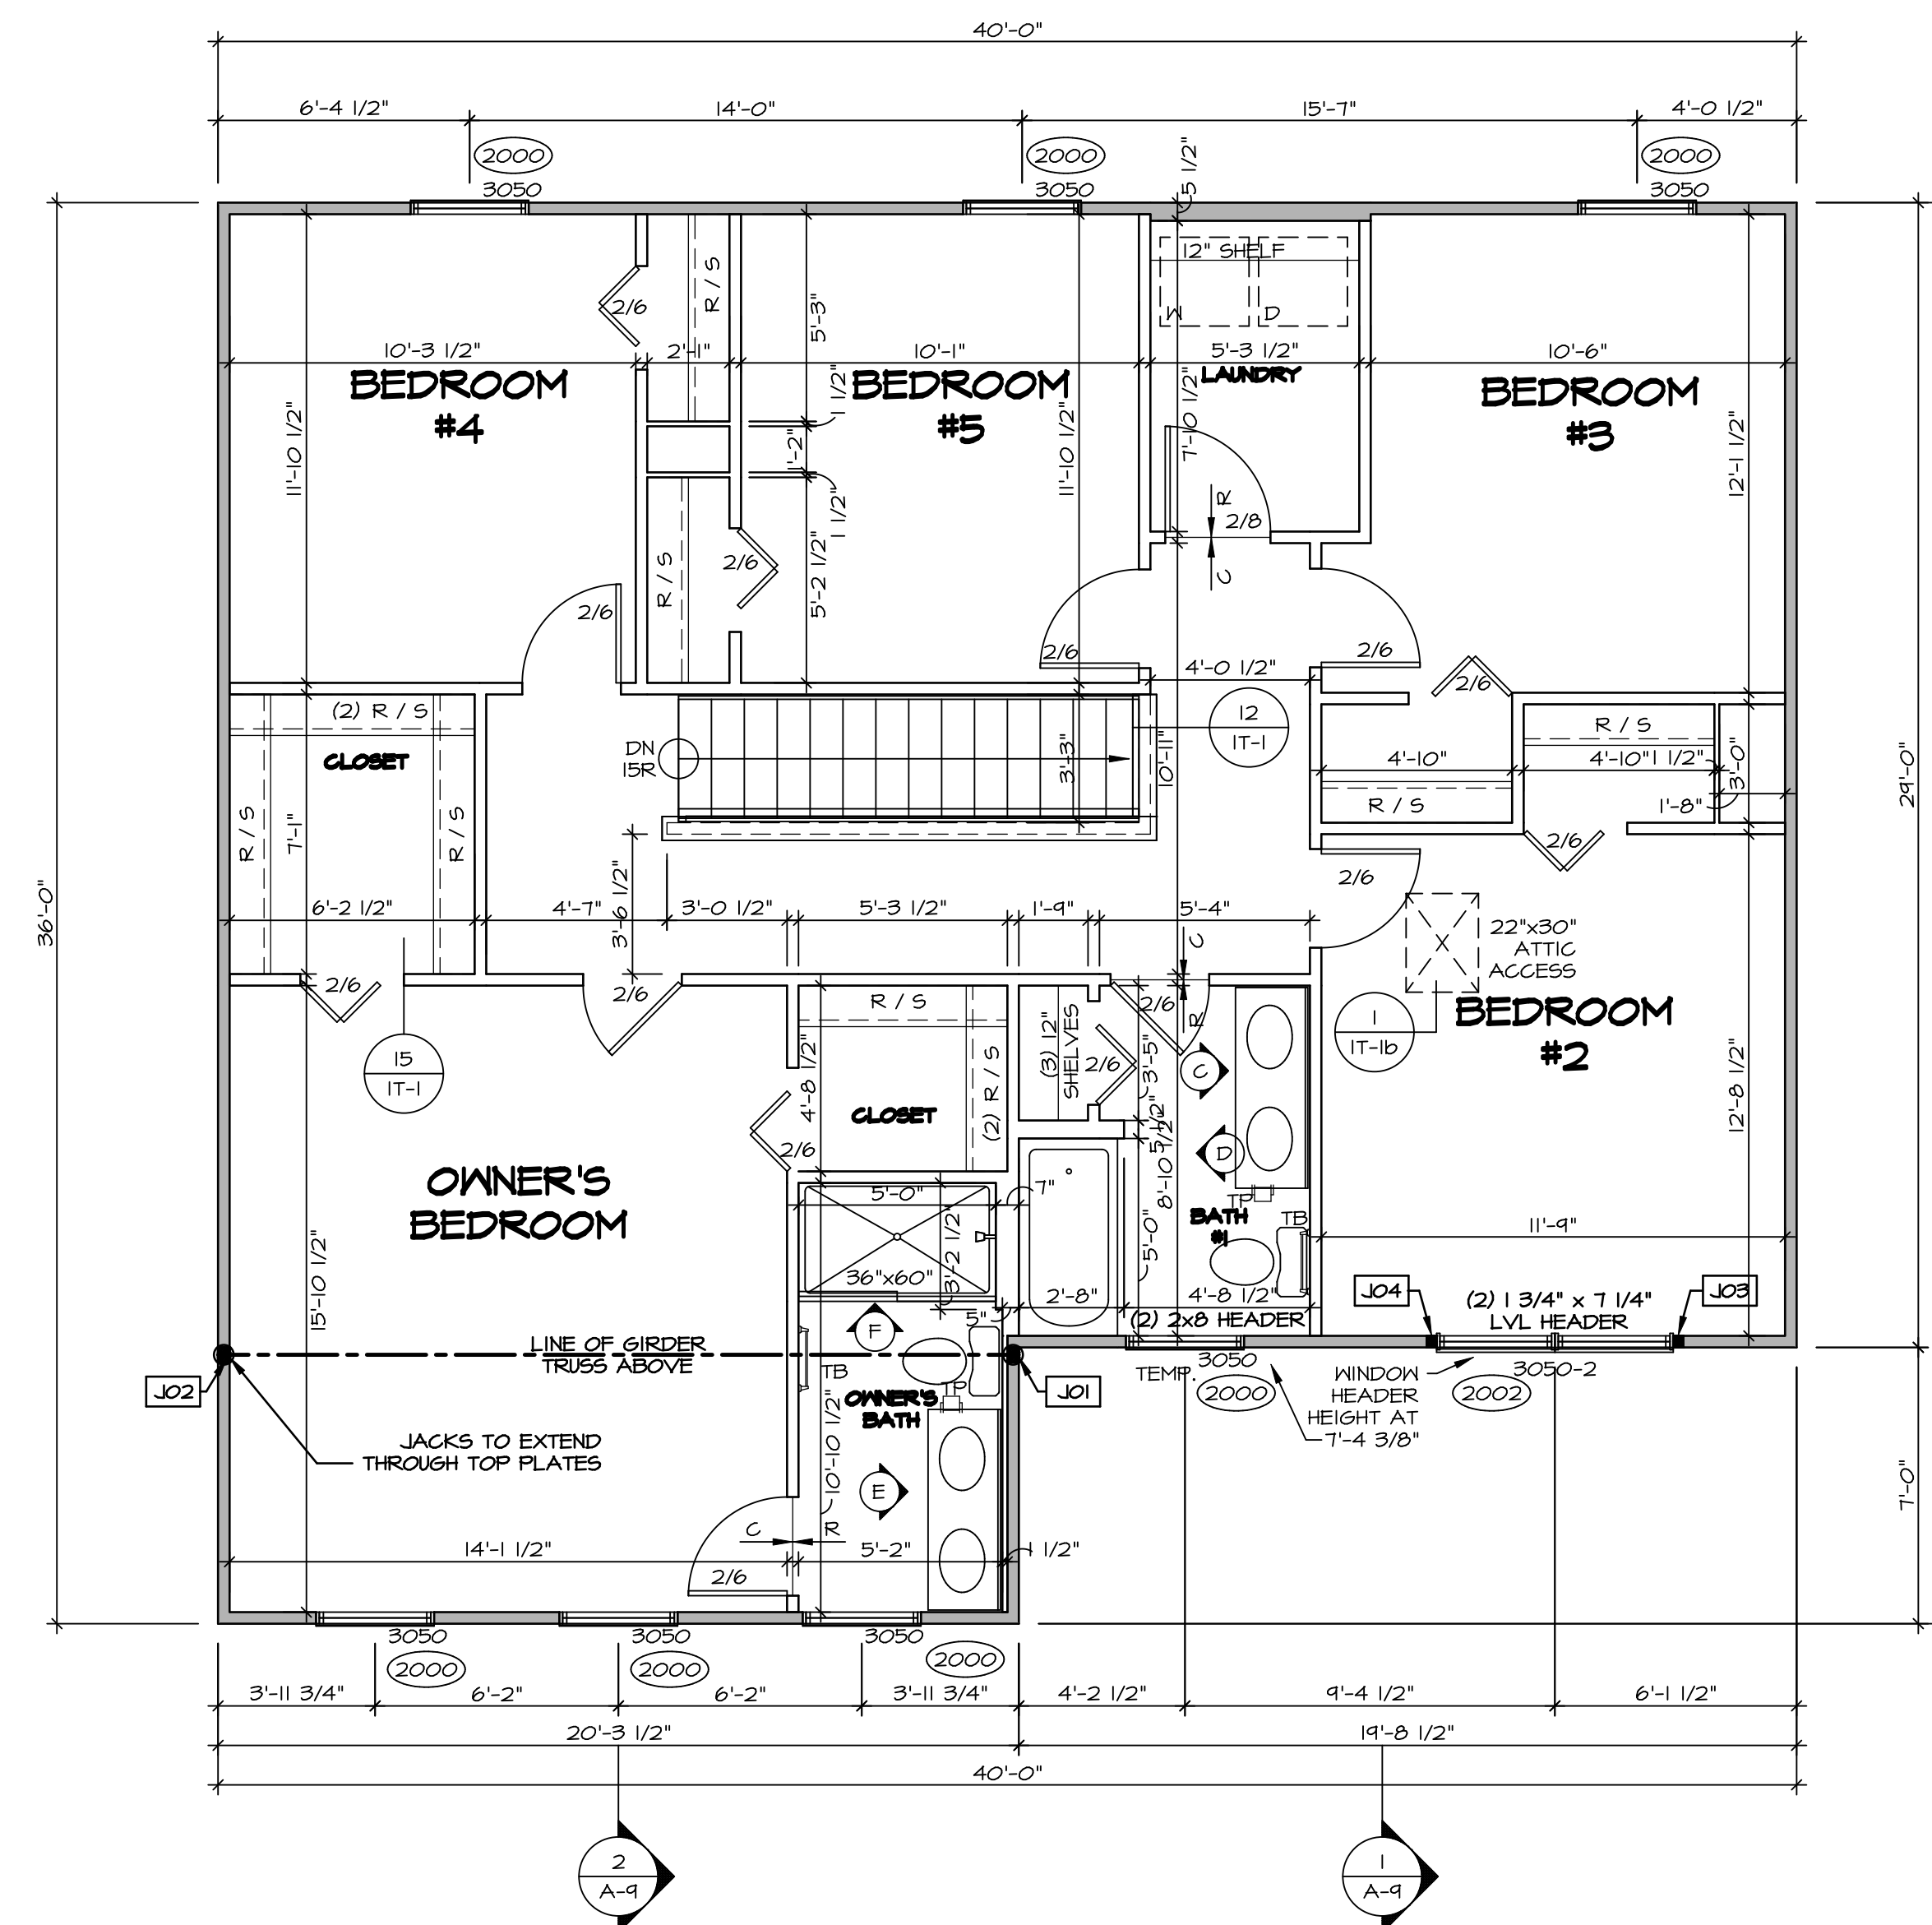 40'-0"
6'-4 1/2"
14'-0"
15'-7"
4'-0 1/2"
2000
2000
2000
3050
3050
3050
5 1/2"
12" SHELF
W
D
R / S
2/6
5'-3"
10'-3 1/2"
2'-1"
10'-1"
5'-3 1/2"
10'-6"
LAUNDRY
BEDROOM
#4
BEDROOM
#5
BEDROOM
#3
11'-10 1/2"
1 1/2"
1'-2"
1 1/2"
11'-10 1/2"
7'-10 1/2"
12'-1 1/2"
R
2/8
C
R / S
2/6
5'-2 1/2"
2/6
2/6
2/6
4'-0 1/2"
2/6
(2) R / S
CLOSET
DN
15R
3'-3"
10'-11"
12
1T-1
R / S
4'-10"
4'-10"
1 1/2"
3'-0"
R / S
1'-8"
29'-0"
R / S
7'-1"
R / S
2/6
2/6
36'-0"
6'-2 1/2"
4'-7"
3'-6 1/2"
3'-0 1/2"
5'-3 1/2"
1'-9"
5'-4"
C
22"x30"
ATTIC
ACCESS
2/6
2/6
R / S
2/6
R
BEDROOM
#2
1
1T-1b
15
1T-1
4'-8 1/2"
(2) R / S
(3) 12"
SHELVES
2/6
3'-5"
C
CLOSET
2/6
5 1/2"
8'-10 1/2"
D
12'-8 1/2"
OWNER'S
BEDROOM
5'-0"
7"
TP
BATH
#1
TB
11'-9"
15'-10 1/2"
3'-2 1/2"
5'-0"
36"x60"
2'-8"
4'-8 1/2"
J04
(2) 1 3/4" x 7 1/4"
LVL HEADER
J03
5"
(2) 2x8 HEADER
F
LINE OF GIRDER
TRUSS ABOVE
TB
TP
3050
TEMP.
2000
WINDOW
HEADER
HEIGHT AT
7'-4 3/8"
3050-2
2002
J02
J01
OWNER'S
BATH
JACKS TO EXTEND
THROUGH TOP PLATES
10'-10 1/2"
E
7'-0"
C
R
14'-1 1/2"
5'-2"
1 1/2"
2/6
3050
3050
3050
2000
2000
2000
3'-11 3/4"
6'-2"
6'-2"
3'-11 3/4"
4'-2 1/2"
9'-4 1/2"
6'-1 1/2"
20'-3 1/2"
19'-8 1/2"
40'-0"
2
A-9
1
A-9